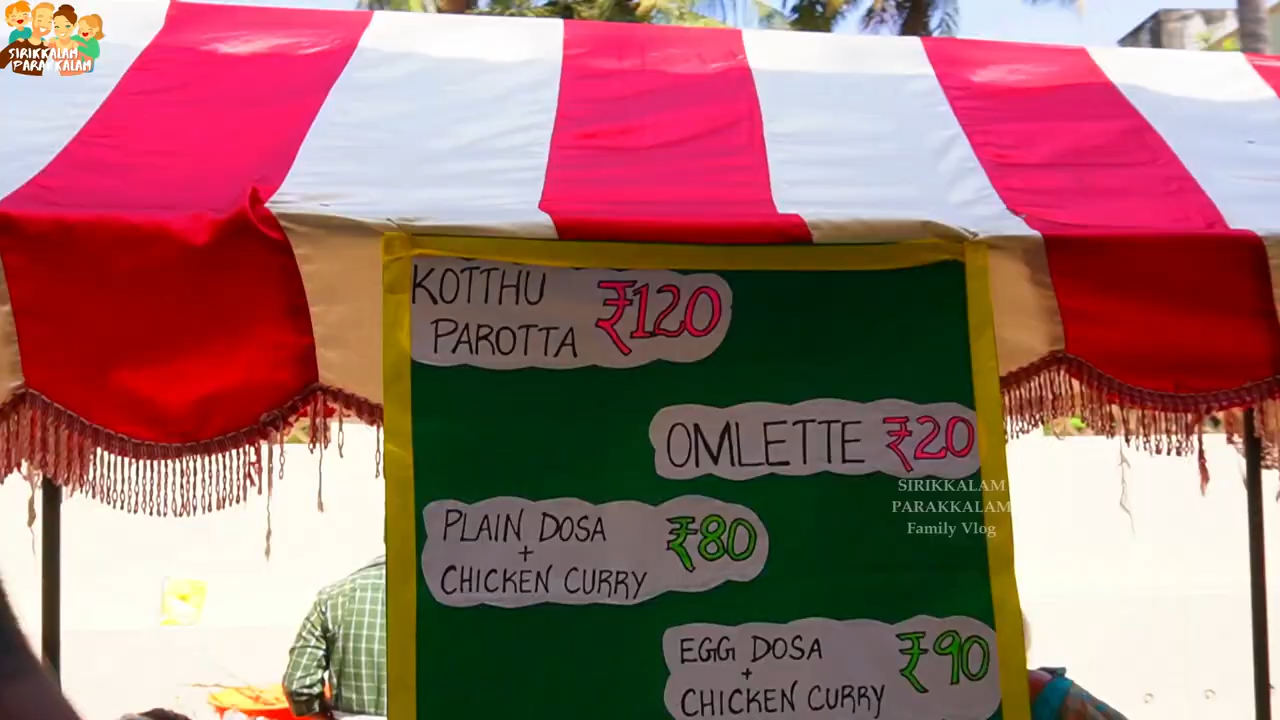 SIRIKKALAM
PARAKKALAM
KOTTHU
PAROTTA
₹120
OMLETTE ₹20
SIRIKKALAM
PARAKKALAM
Family Vlog
PLAIN DOSA
+
CHICKEN CURRY
₹80
EGG DOSA
+
CHICKEN CURRY
₹90